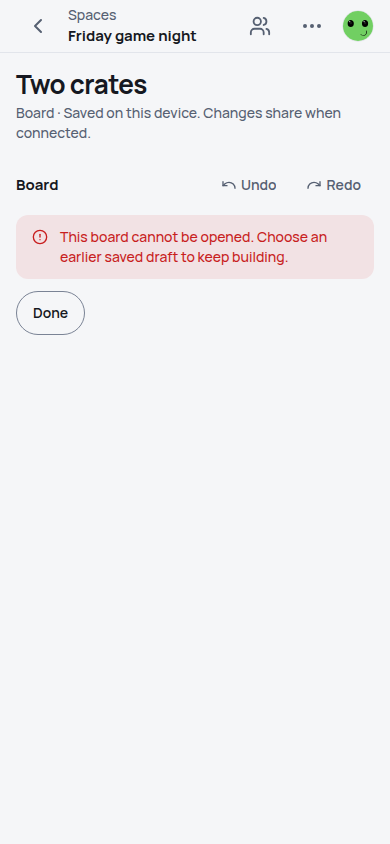 Spaces
Friday game night
Two crates
Board · Saved on this device. Changes share when
connected.
Board
Undo
Redo
This board cannot be opened. Choose an
earlier saved draft to keep building.
Done